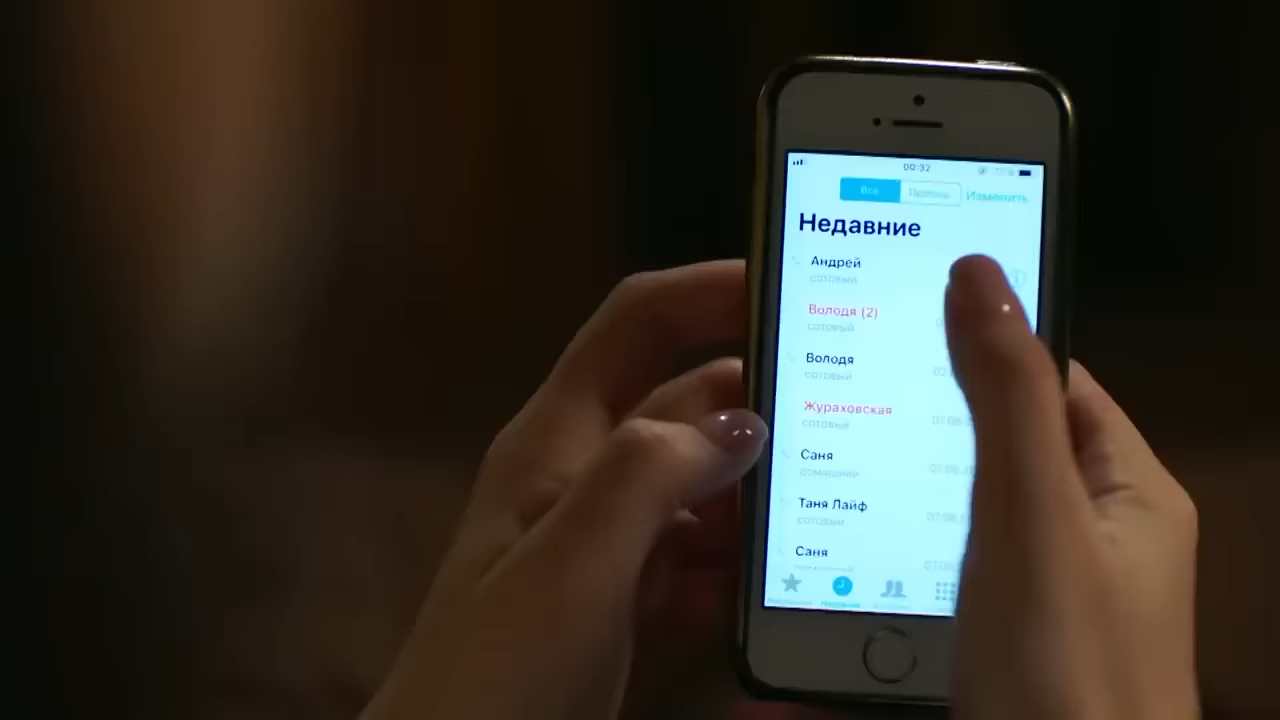 00:32
Все Изменить
Недавние
Андрей
сотовый
Володя (2)
сотовый
Володя
сотовый
Жураховская
сотовый
Саня
домашний
Таня Лайф
сотовый
Саня